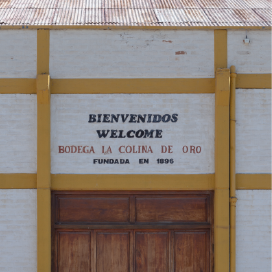 BIENVENIDOS
WELCOME
BODEGA LA COLINA DE ORO
FUNDADA EN 1896